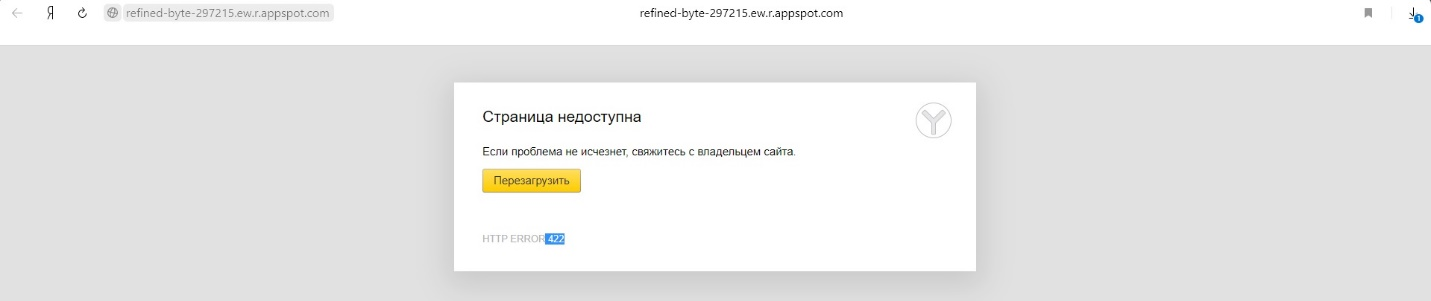 Я refined-byte-297215.ew.r.appspot.com refined-byte-297215.ew.r.appspot.com 1
Страница недоступна
Если проблема не исчезнет, свяжитесь с владельцем сайта.
Перезагрузить
HTTP ERROR 422